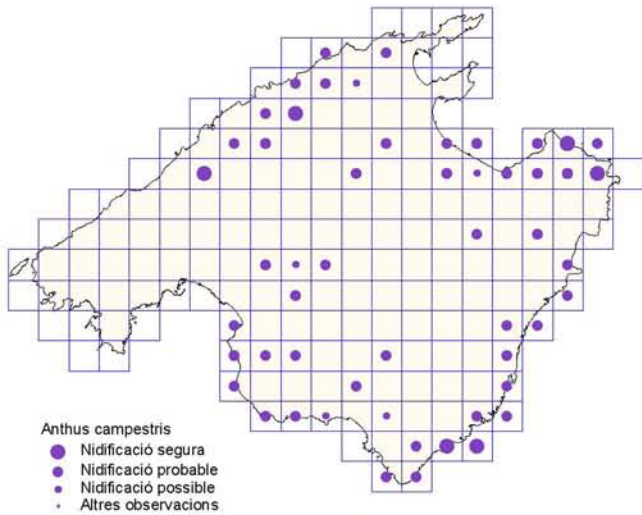 Anthus campestris
Nidificació segura
Nidificació probable
Nidificació possible
Altres observacions